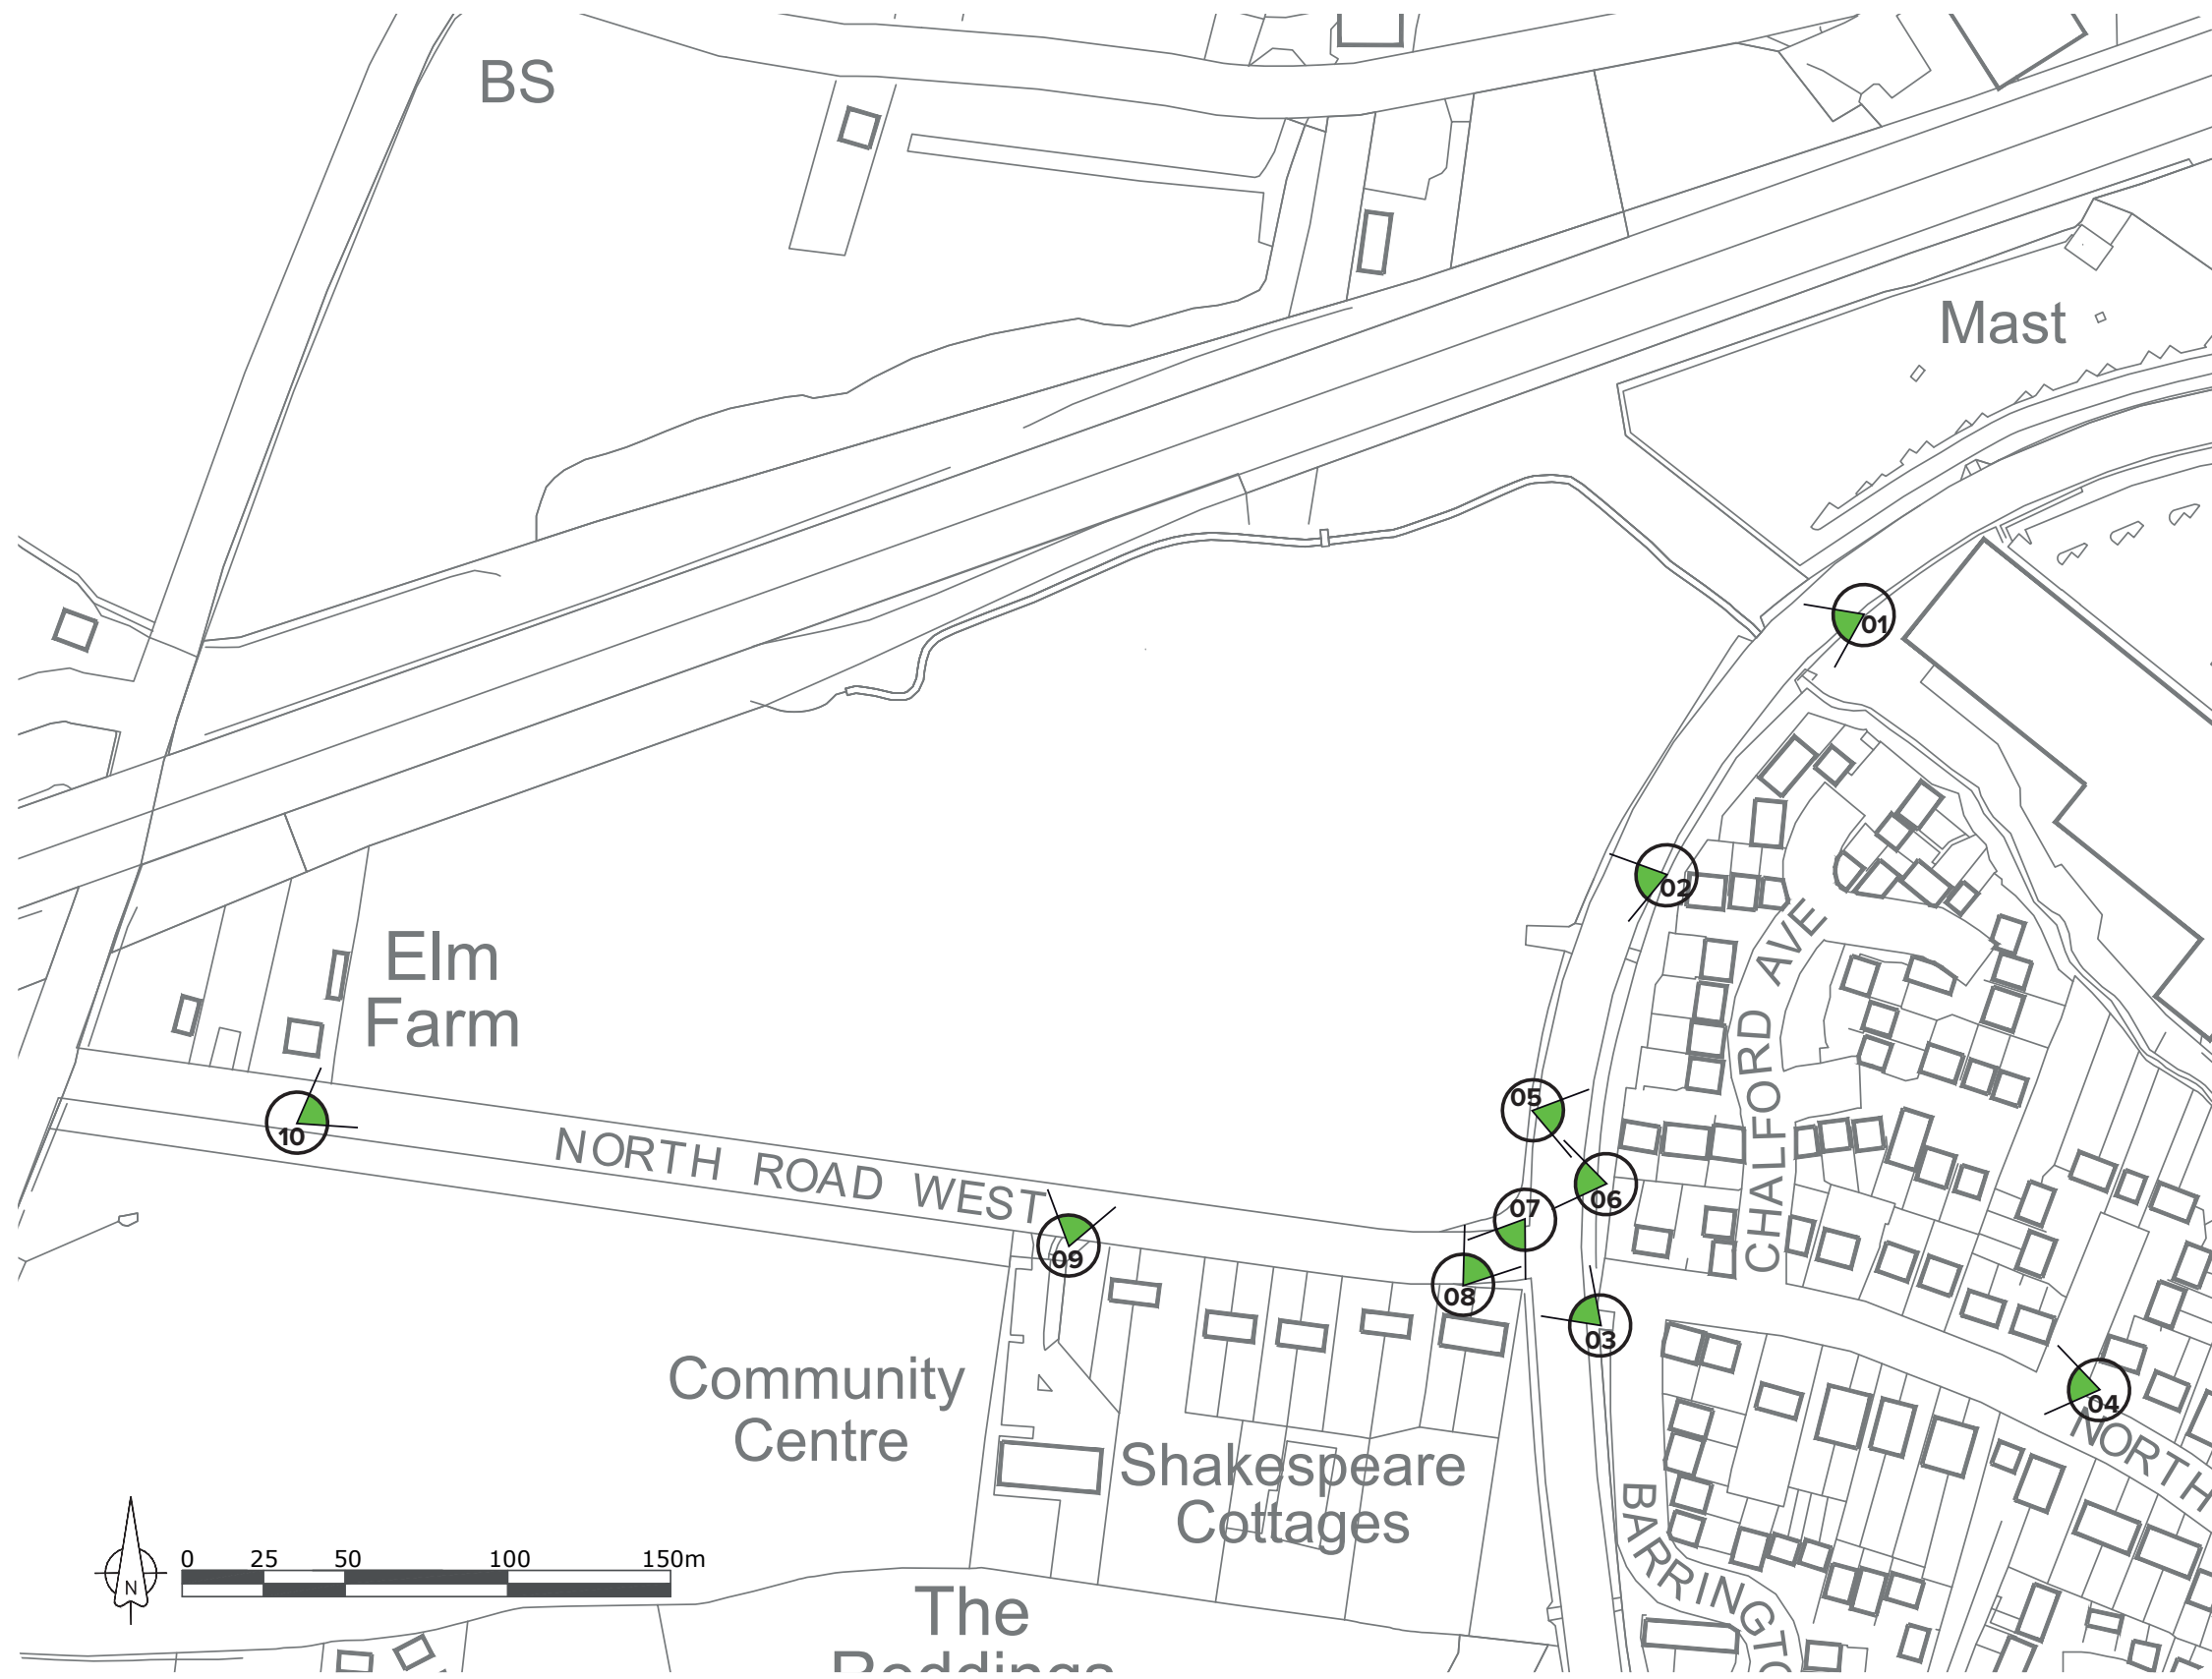 BS
Mast
01
02
CHALFORD AVE
Elm
Farm
05
10
NORTH ROAD WEST
06
07
09
08
03
04
NORTH
Community
Centre
Shakespeare
Cottages
BARRINGTO
0 25 50 100 150m
N
The
Reddings